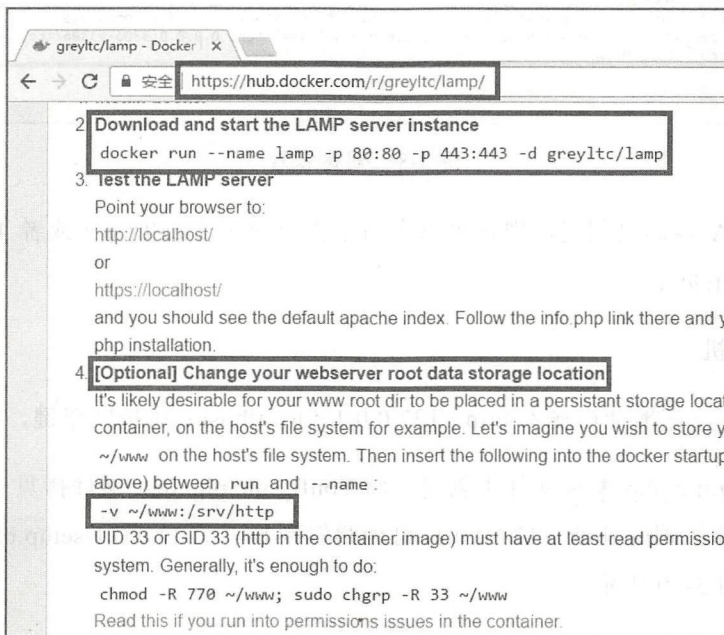 greyltc/lamp - Docker ×
安全 https://hub.docker.com/r/greyltc/lamp/
2. Download and start the LAMP server instance
docker run --name lamp -p 80:80 -p 443:443 -d greyltc/lamp
3. Test the LAMP server
Point your browser to:
http://localhost/
or
https://localhost/
and you should see the default apache index. Follow the info.php link there and y
php installation.
4. [Optional] Change your webserver root data storage location
It's likely desirable for your www root dir to be placed in a persistant storage locat
container, on the host's file system for example. Let's imagine you wish to store y
~/www on the host's file system. Then insert the following into the docker startup
above) between run and --name :
-v ~/www:/srv/http
UID 33 or GID 33 (http in the container image) must have at least read permissio
system. Generally, it's enough to do:
chmod -R 770 ~/www; sudo chgrp -R 33 ~/www
Read this if you run into permissions issues in the container.